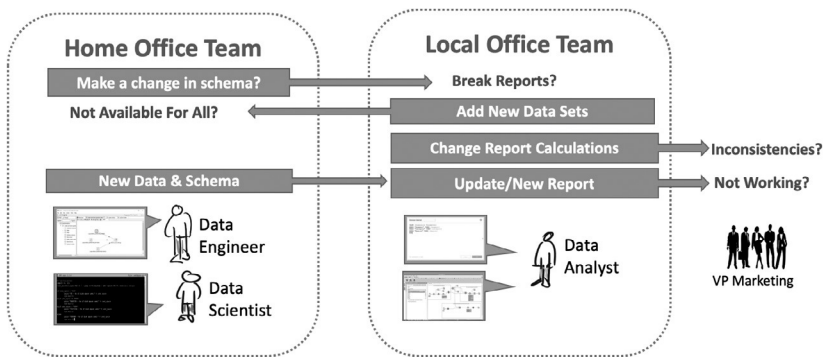 Home Office Team
Local Office Team
Make a change in schema?
Break Reports?
Not Available For All?
Add New Data Sets
Change Report Calculations
Inconsistencies?
New Data & Schema
Update/New Report
Not Working?
Data
Engineer
Data
Analyst
Data
Scientist
VP Marketing